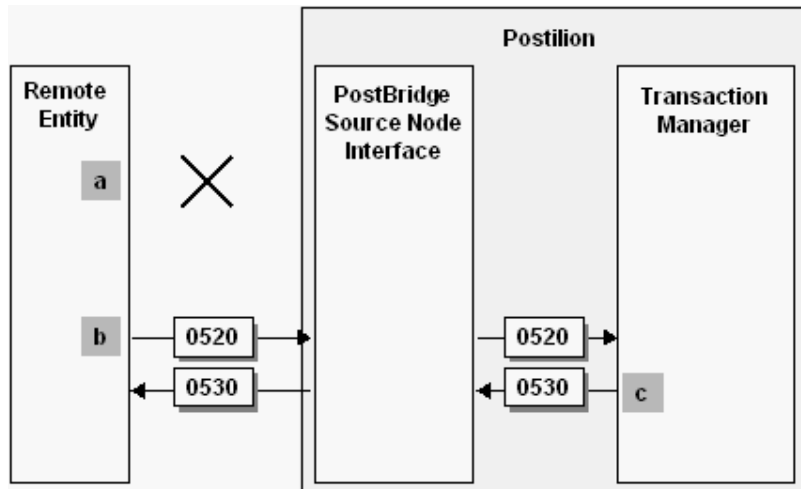 Postilion
Remote
Entity
PostBridge
Source Node
Interface
Transaction
Manager
a
b
0520
0520
0530
0530
c